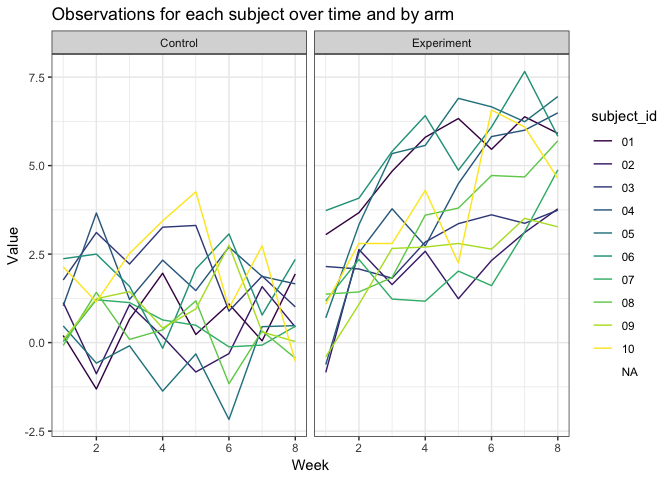 Observations for each subject over time and by arm
Control
Experiment
7.5
5.0
2.5
0.0
-2.5
Value
2 4 6 8
2 4 6 8
Week
subject_id
01
02
03
04
05
06
07
08
09
10
NA